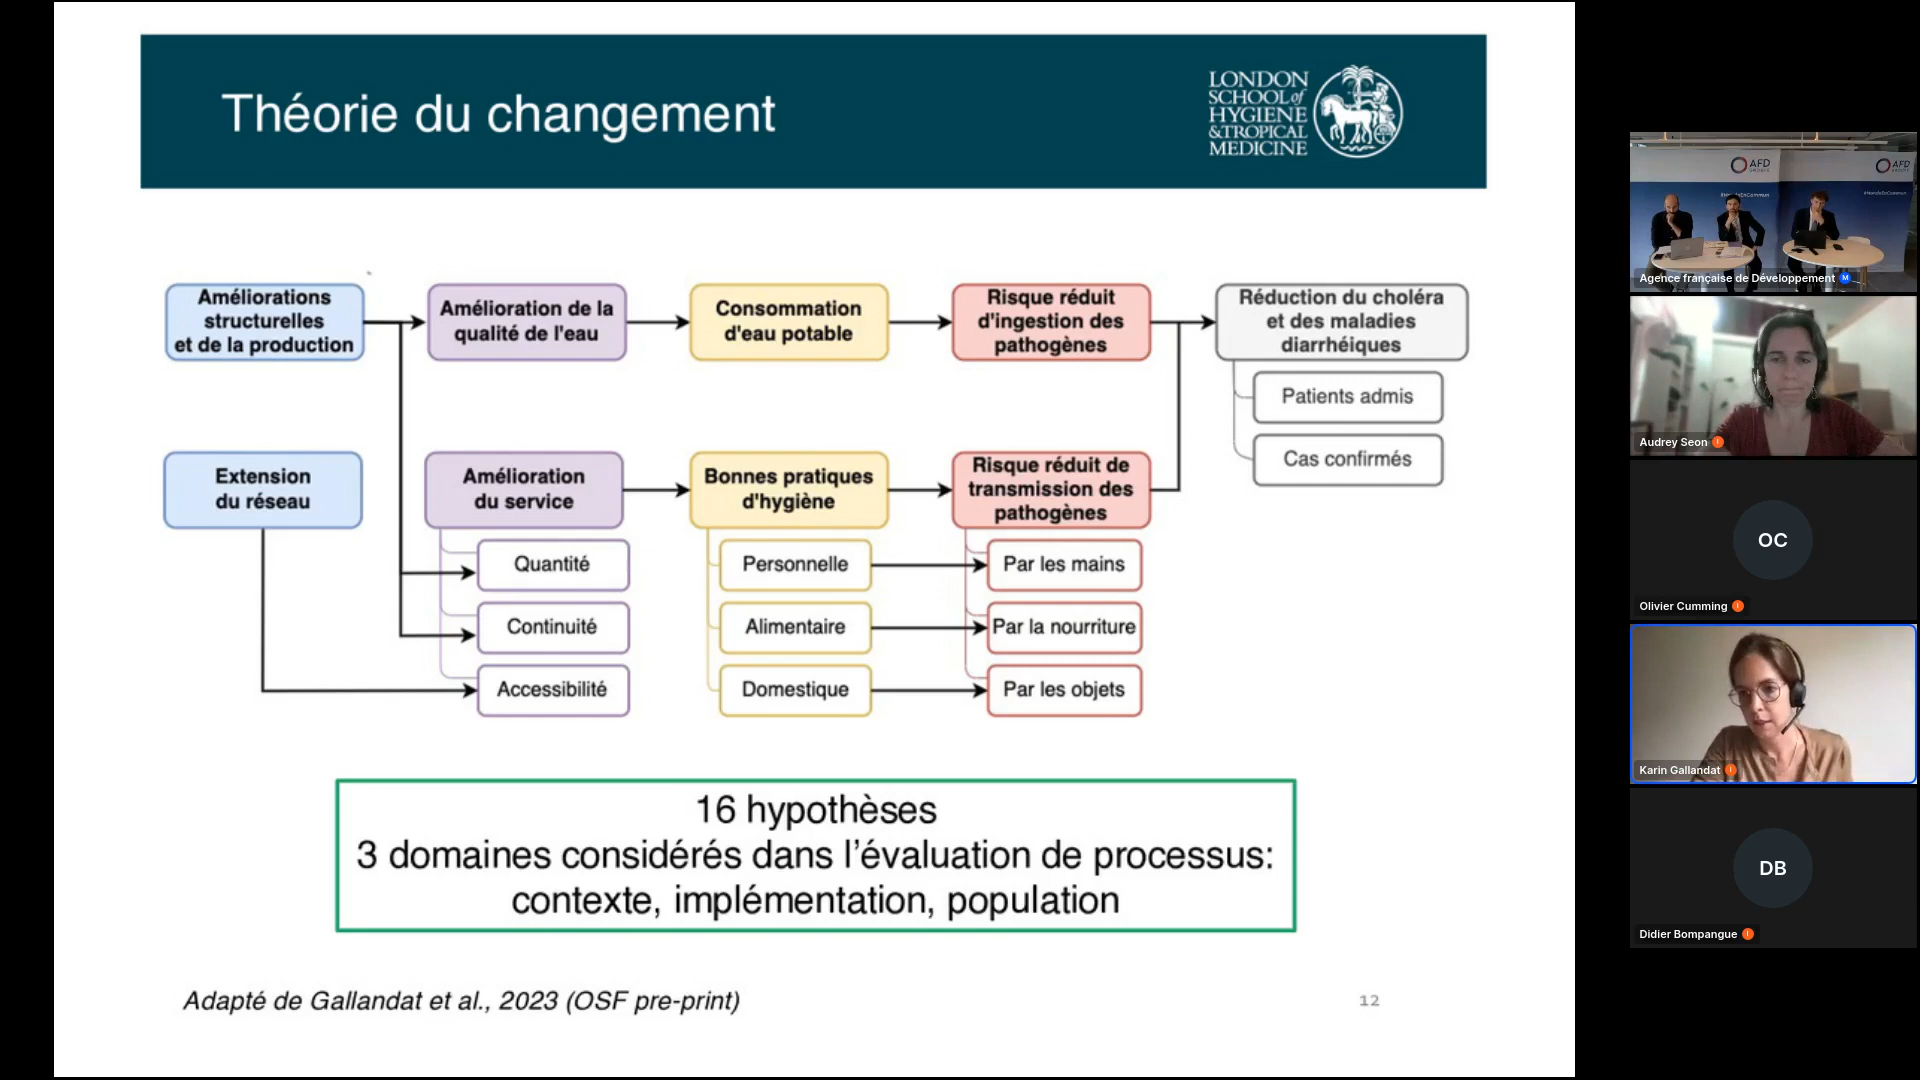 Théorie du changement
LONDON
SCHOOL of
HYGIENE
&TROPICAL
MEDICINE
Améliorations
structurelles
et de la production
Amélioration de la
qualité de l'eau
Consommation
d'eau potable
Risque réduit
d'ingestion des
pathogènes
Réduction du choléra
et des maladies
diarrhéiques
Patients admis
Cas confirmés
Extension
du réseau
Amélioration
du service
Bonnes pratiques
d'hygiène
Risque réduit de
transmission des
pathogènes
Quantité
Personnelle
Par les mains
Continuité
Alimentaire
Par la nourriture
Accessibilité
Domestique
Par les objets
16 hypothèses
3 domaines considérés dans l’évaluation de processus:
contexte, implémentation, population
Adapté de Gallandat et al., 2023 (OSF pre-print)
12
AFD
AFD
#MondeEnCommun
#MondeEnCommun
Agence française de Développement M
Audrey Seon
OC
Olivier Cumming
Karin Gallandat
DB
Didier Bompangue